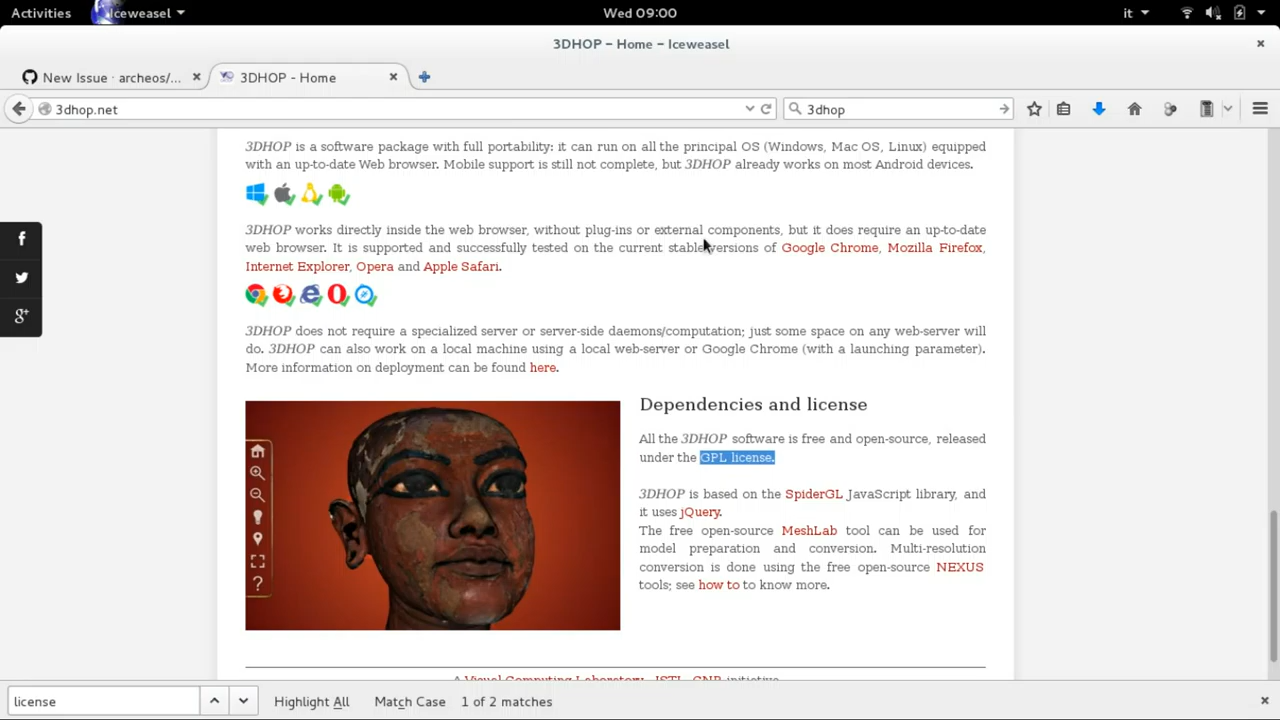 Activities Iceweasel Wed 09:00 it
3DHOP - Home - Iceweasel
New Issue · archeos/... 3DHOP - Home
3dhop.net 3dhop
3DHOP is a software package with full portability: it can run on all the principal OS (Windows, Mac OS, Linux) equipped
with an up-to-date Web browser. Mobile support is still not complete, but 3DHOP already works on most Android devices.
3DHOP works directly inside the web browser, without plug-ins or external components, but it does require an up-to-date
web browser. It is supported and successfully tested on the current stable versions of Google Chrome, Mozilla Firefox,
Internet Explorer, Opera and Apple Safari.
3DHOP does not require a specialized server or server-side daemons/computation; just some space on any web-server will
do. 3DHOP can also work on a local machine using a local web-server or Google Chrome (with a launching parameter).
More information on deployment can be found here.
Dependencies and license
All the 3DHOP software is free and open-source, released
under the GPL license.
3DHOP is based on the SpiderGL JavaScript library, and
it uses jQuery.
The free open-source MeshLab tool can be used for
model preparation and conversion. Multi-resolution
conversion is done using the free open-source NEXUS
tools; see how to to know more.
A Visual Computing Laboratory, ISTI, CNR initiative
license Highlight All Match Case 1 of 2 matches